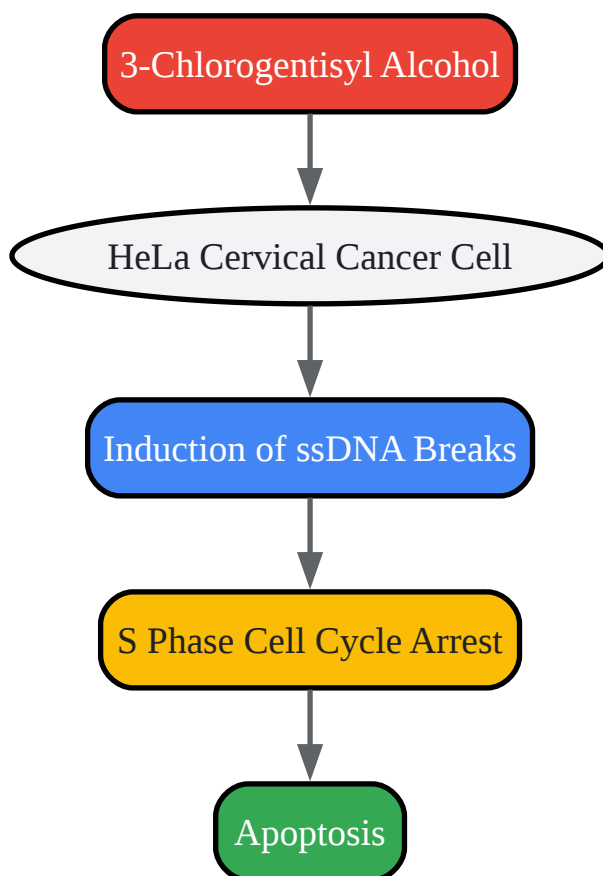 3-Chlorogentisyl Alcohol
HeLa Cervical Cancer Cell
Induction of ssDNA Breaks
S Phase Cell Cycle Arrest
Apoptosis